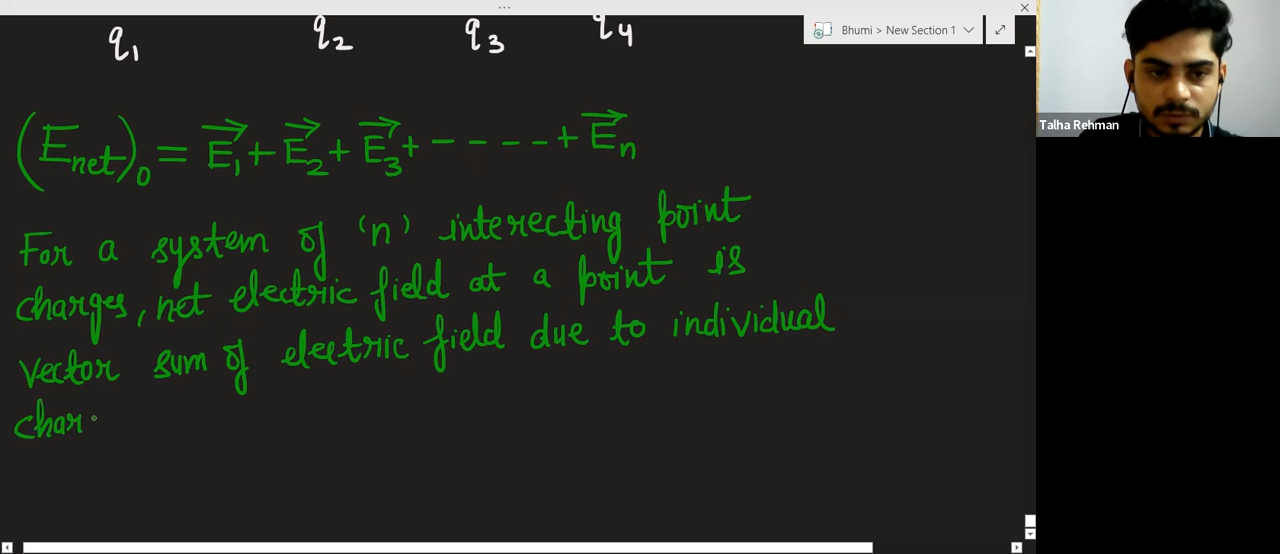 q1 q2 q3 q4
Bhumi > New Section 1
(Enet)0 = E1 + E2 + E3 + ----- + En
Talha Rehman
For a system of 'n' interecting point
charges, net electric field at a point is
vector sum of electric field due to individual
char